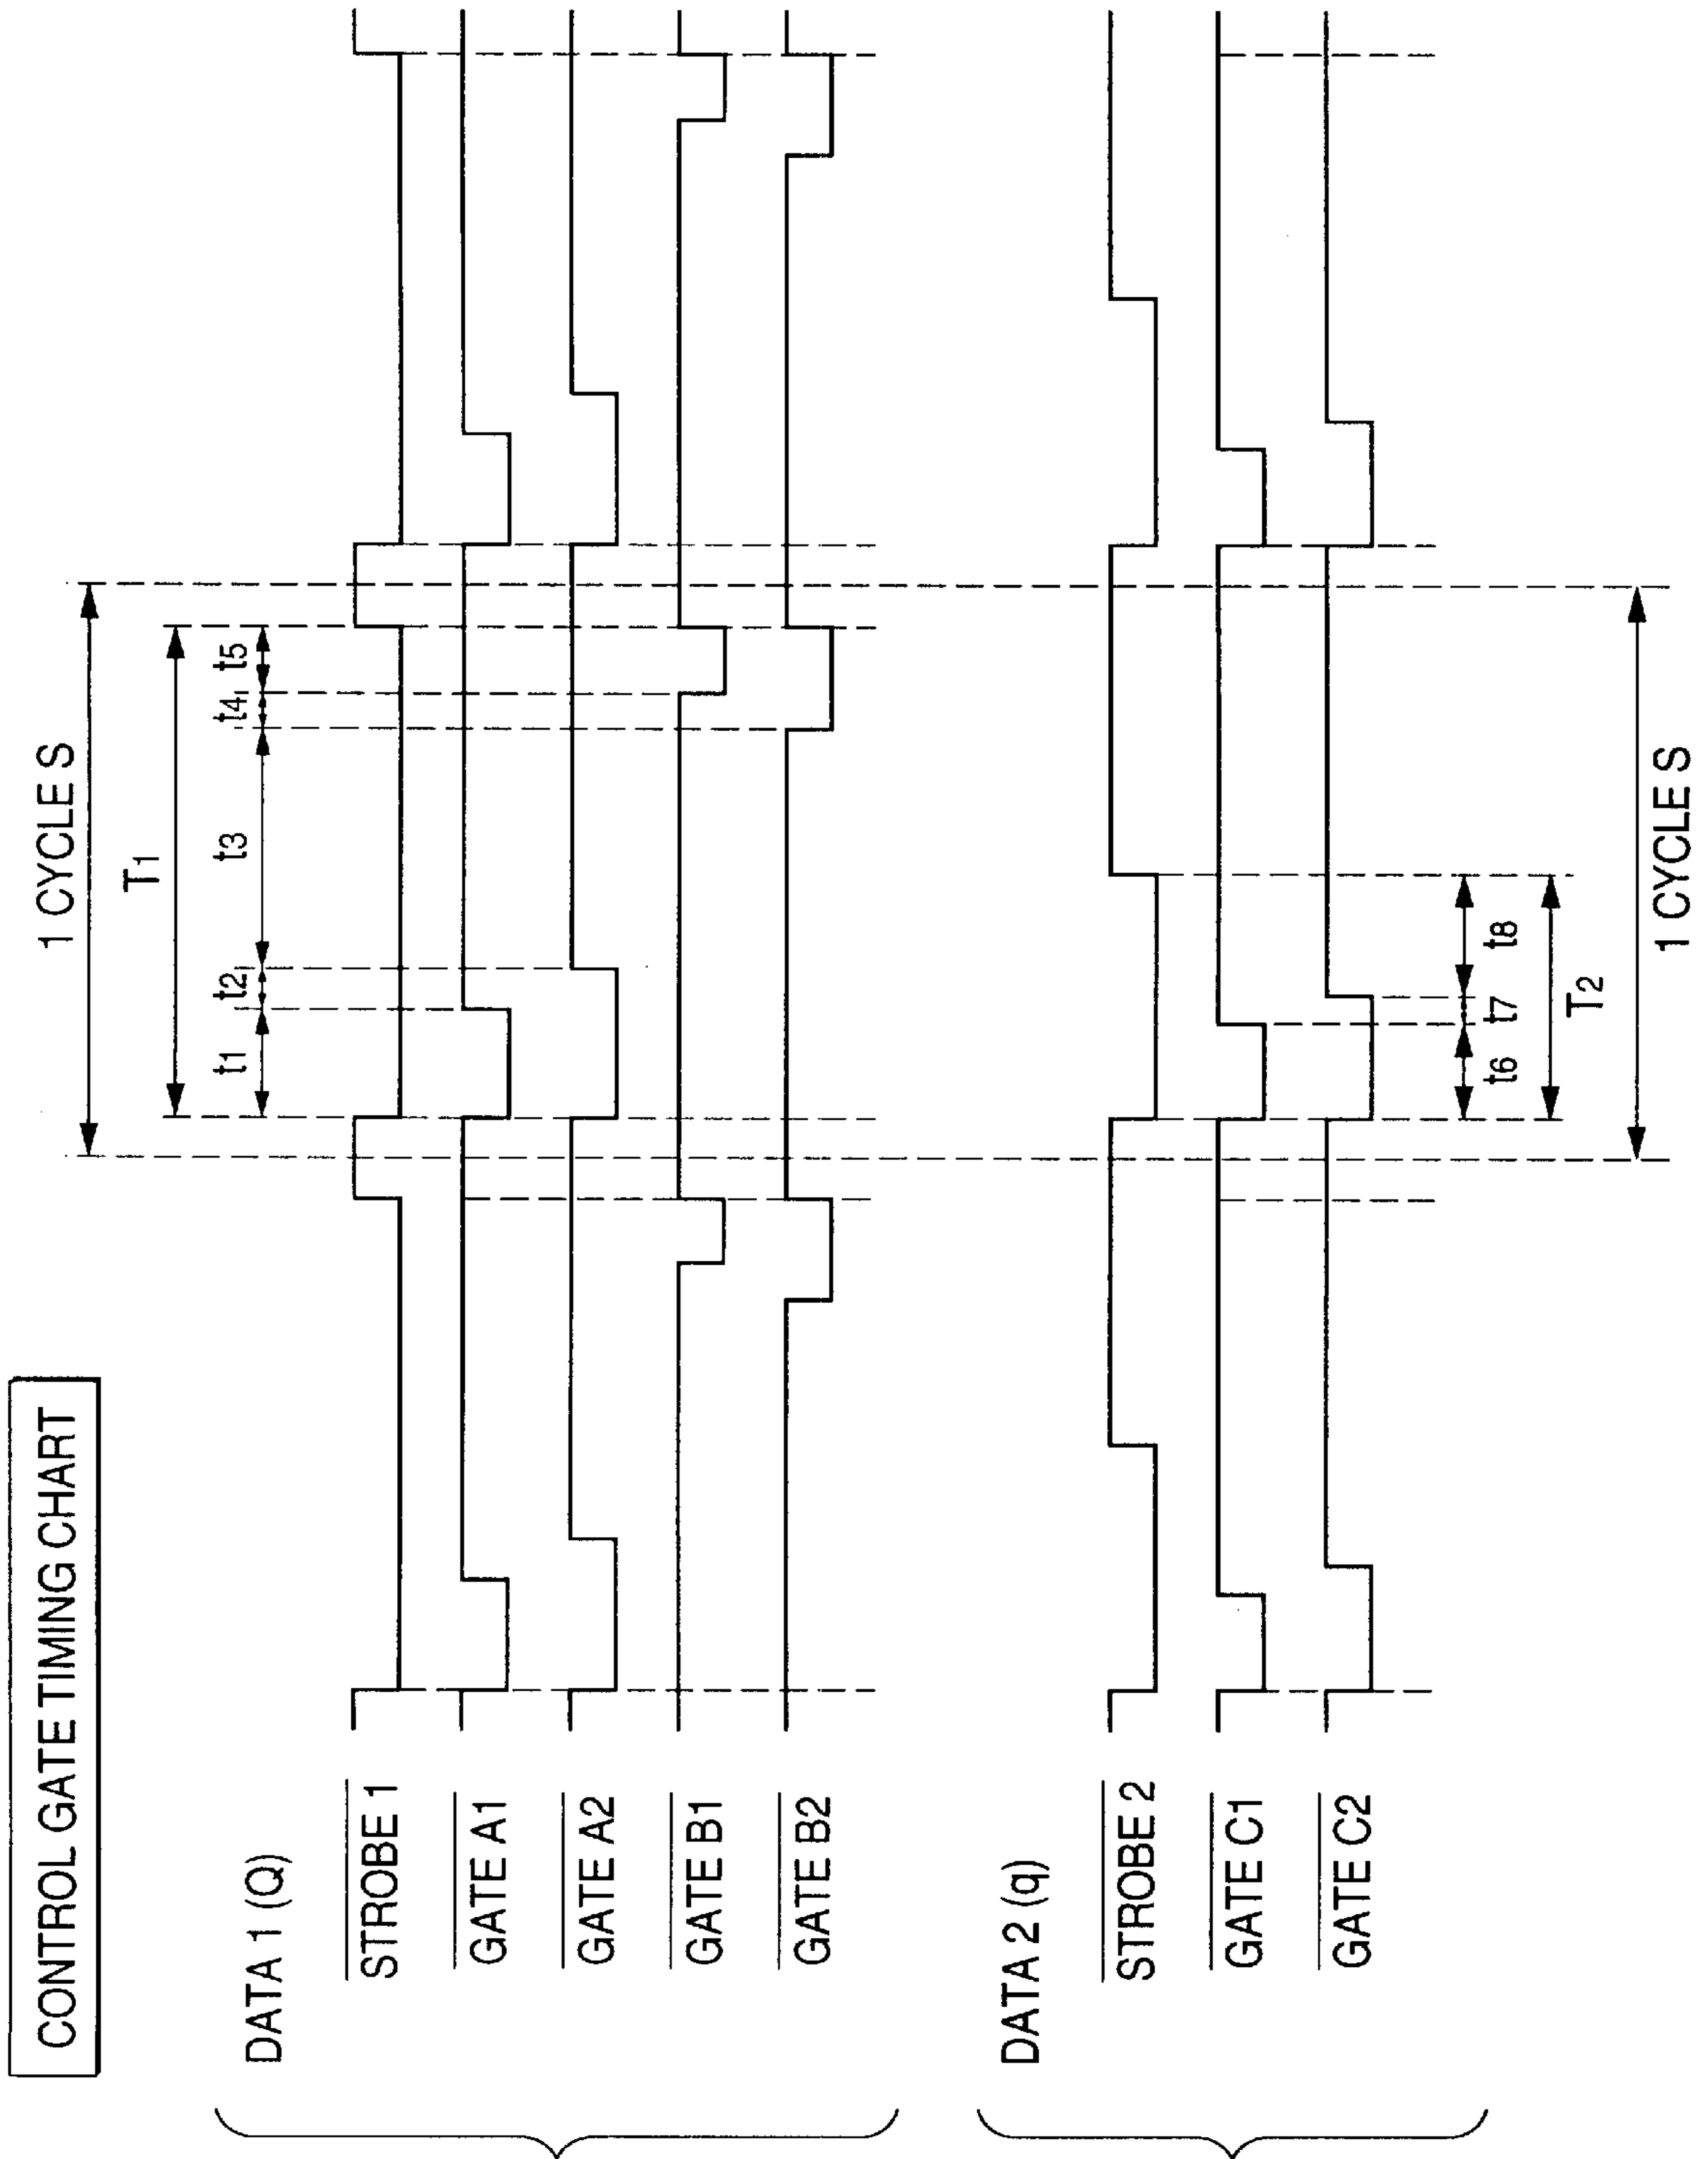 CONTROL GATE TIMING CHART
1 CYCLE S
T1
t1 t2 t3 t4 t5
DATA 1 (Q)
STROBE 1
GATE A1
GATE A2
GATE B1
GATE B2
DATA 2 (q)
STROBE 2
GATE C1
GATE C2
t6 t7 t8
T2
1 CYCLE S